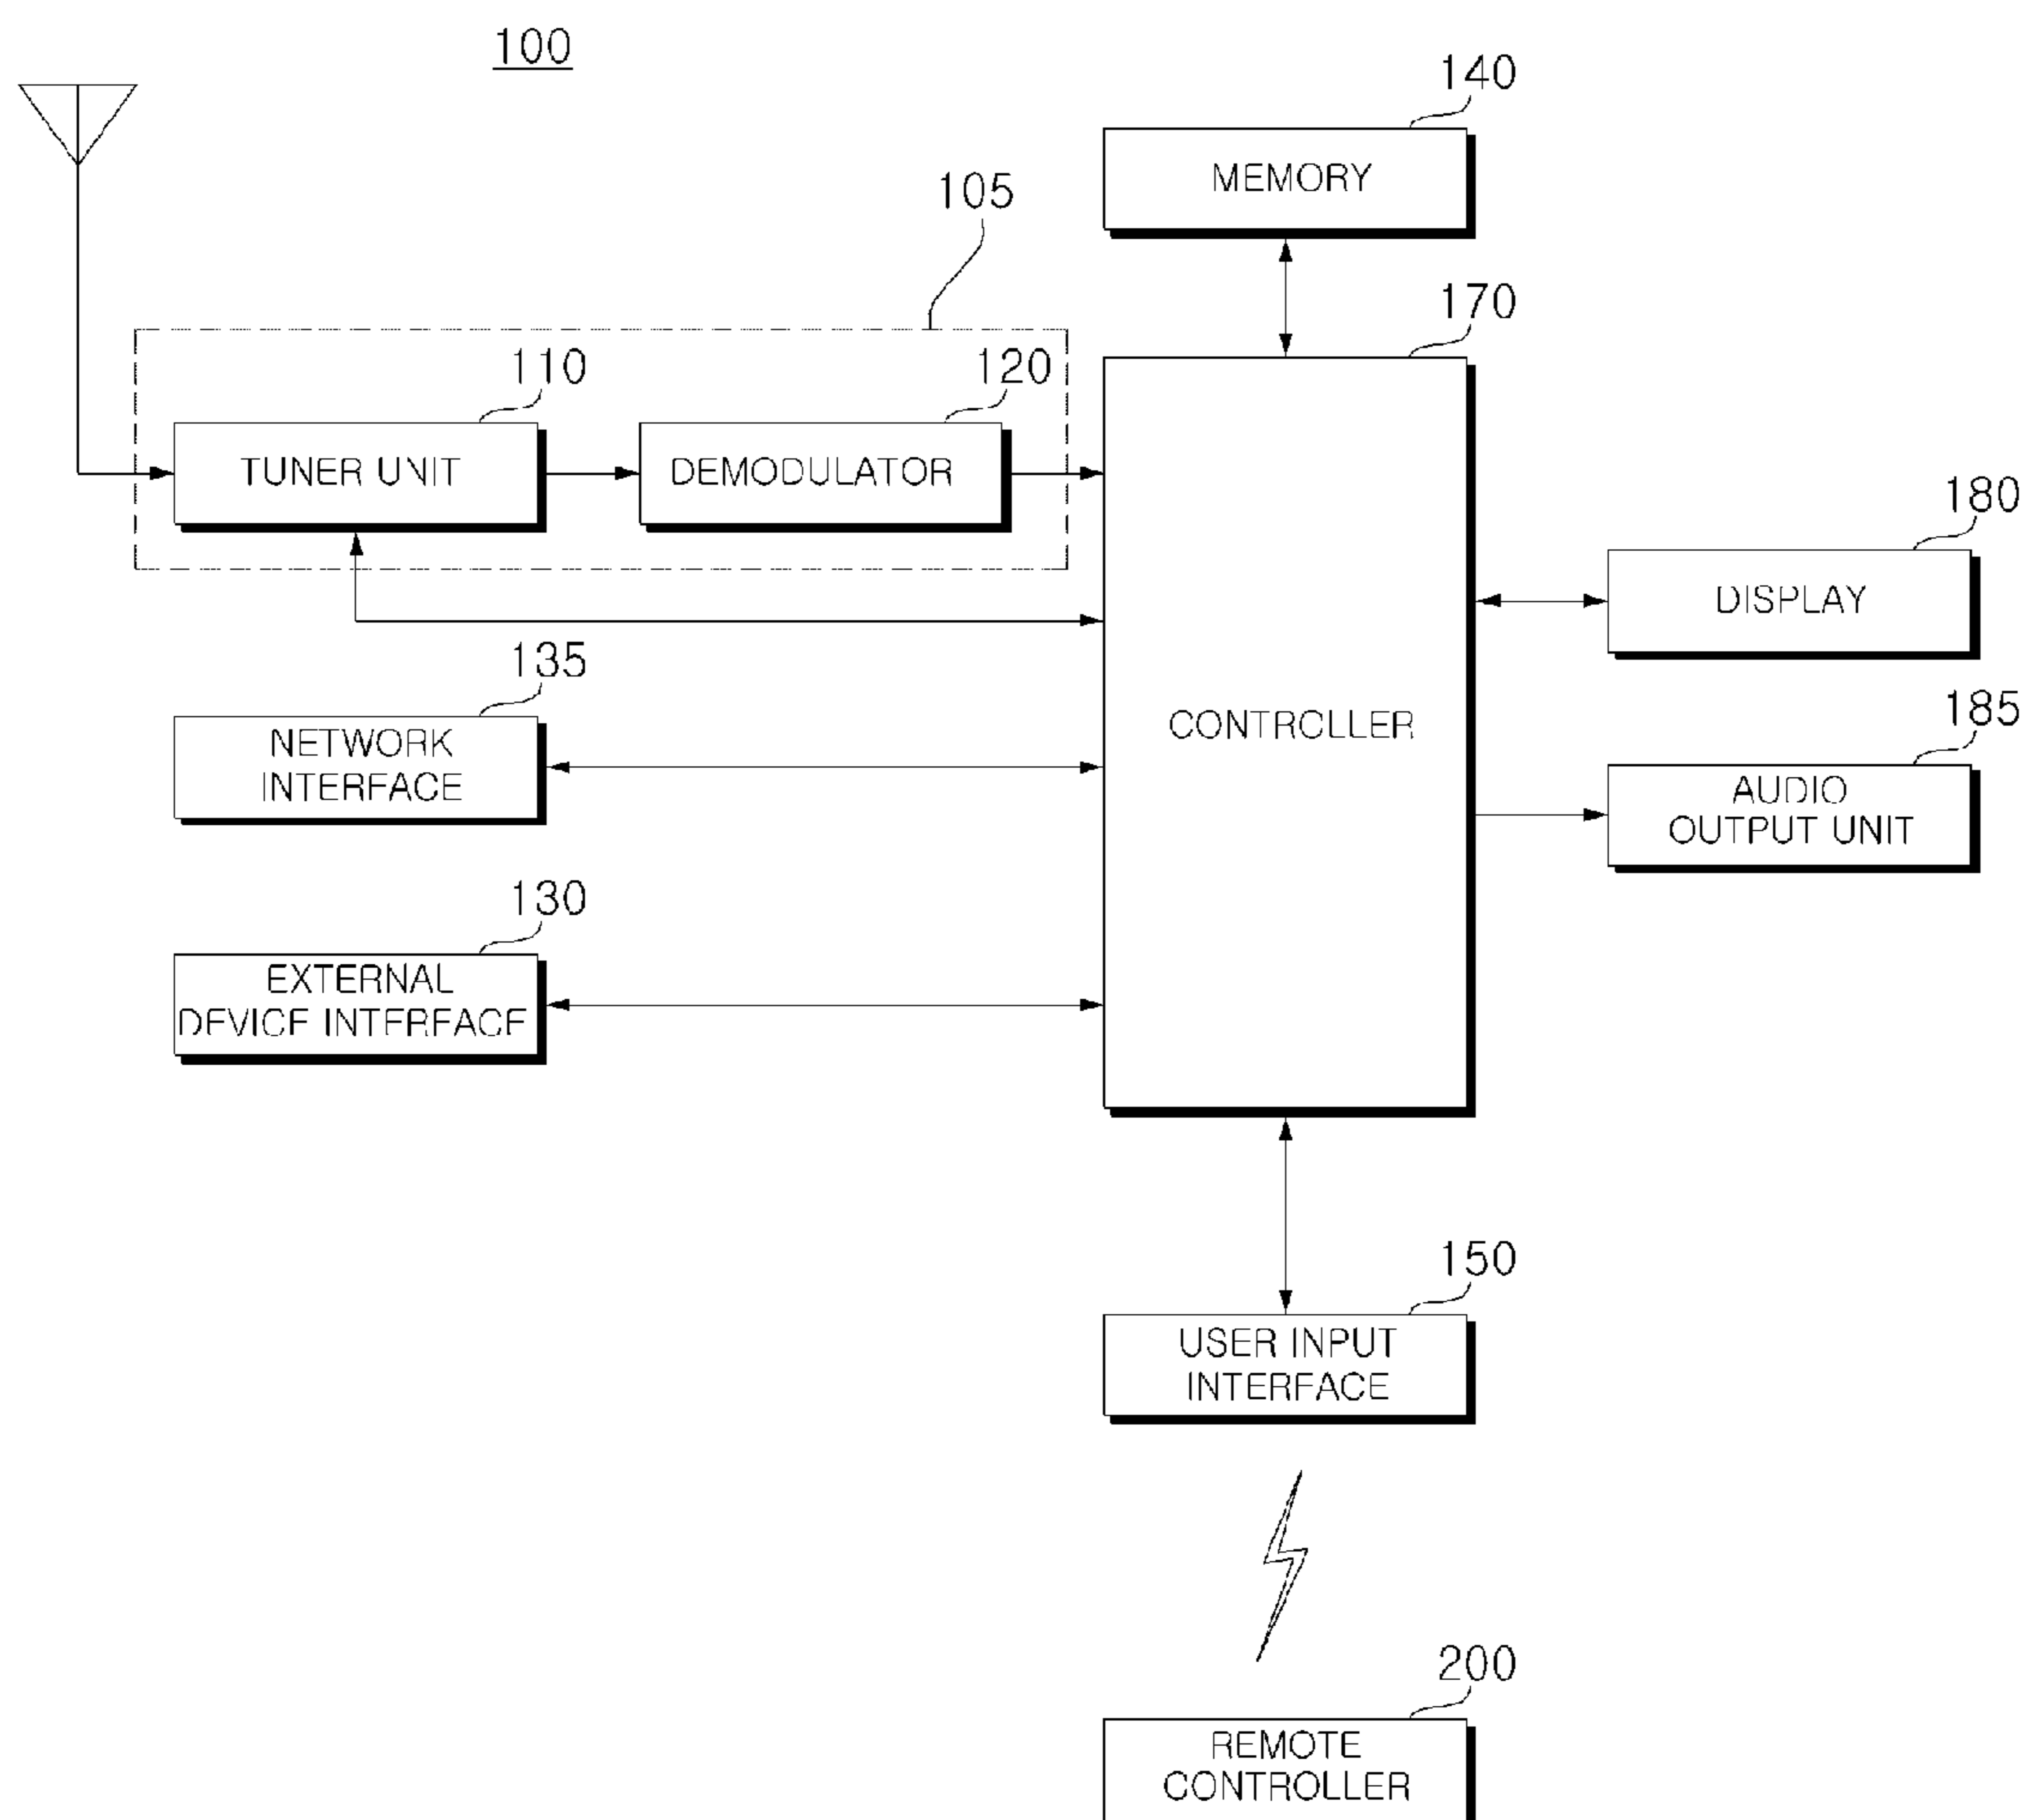 100
140
MEMORY
105
170
110
120
TUNER UNIT
DEMODULATOR
180
DISPLAY
135
NETWORK
INTERFACE
CONTROLLER
185
AUDIO
OUTPUT UNIT
130
EXTERNAL
DEVICE INTERFACE
150
USER INPUT
INTERFACE
200
REMOTE
CONTROLLER